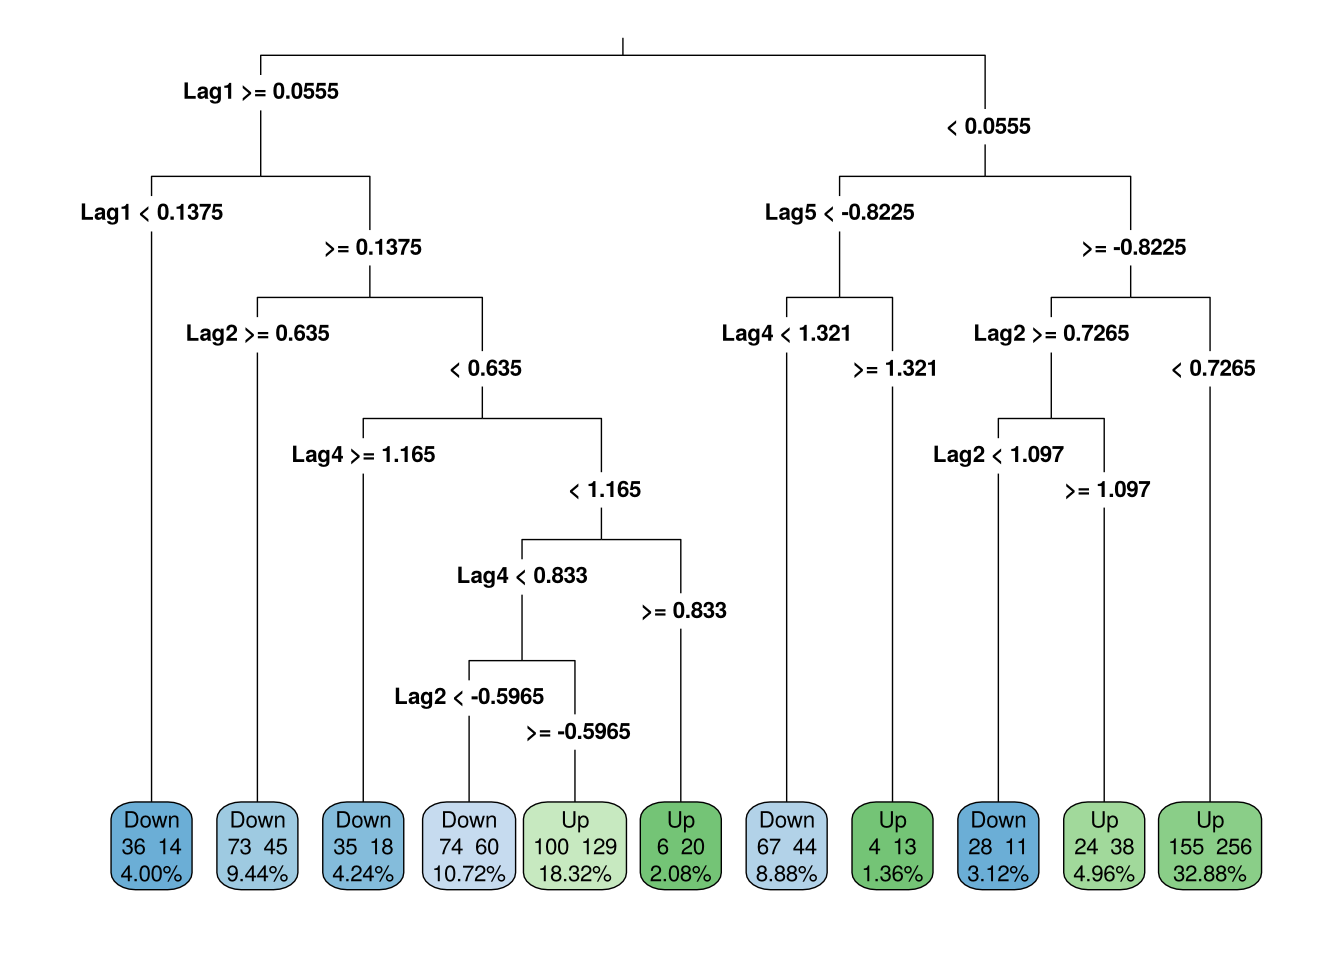 Lag1 >= 0.0555
< 0.0555
Lag1 < 0.1375
>= 0.1375
Lag5 < -0.8225
>= -0.8225
Lag2 >= 0.635
< 0.635
Lag4 < 1.321
>= 1.321
Lag2 >= 0.7265
< 0.7265
Lag4 >= 1.165
< 1.165
Lag2 < 1.097
>= 1.097
Lag4 < 0.833
>= 0.833
Lag2 < -0.5965
>= -0.5965
Down
36 14
4.00%
Down
73 45
9.44%
Down
35 18
4.24%
Down
74 60
10.72%
Up
100 129
18.32%
Up
6 20
2.08%
Down
67 44
8.88%
Up
4 13
1.36%
Down
28 11
3.12%
Up
24 38
4.96%
Up
155 256
32.88%